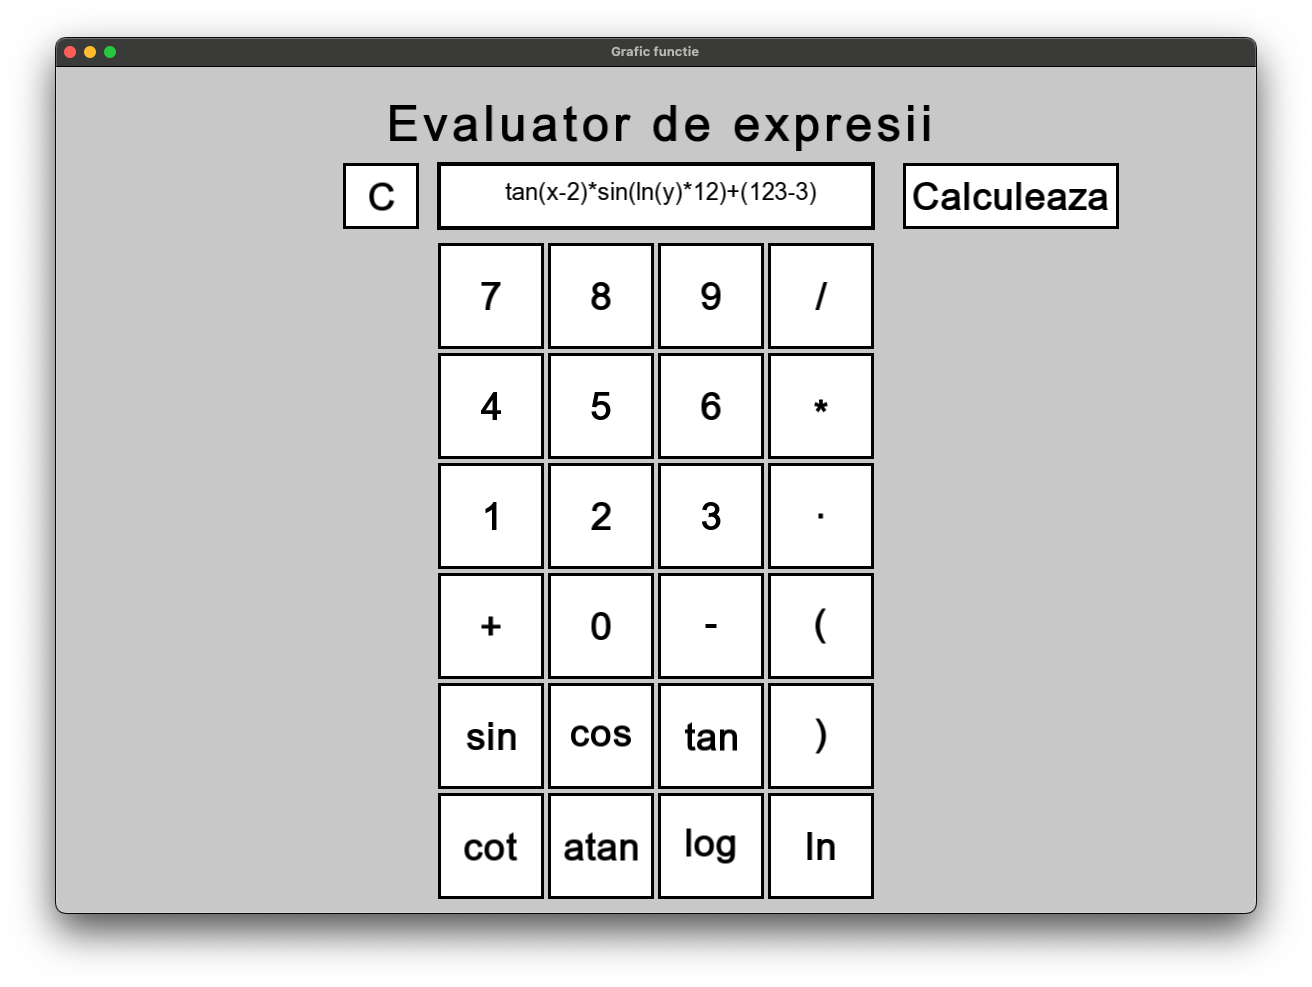 Grafic functie
Evaluator de expresii
C tan(x-2)*sin(ln(y)*12)+(123-3) Calculeaza
7 8 9 /
4 5 6 *
1 2 3 .
+ 0 - (
sin cos tan )
cot atan log ln